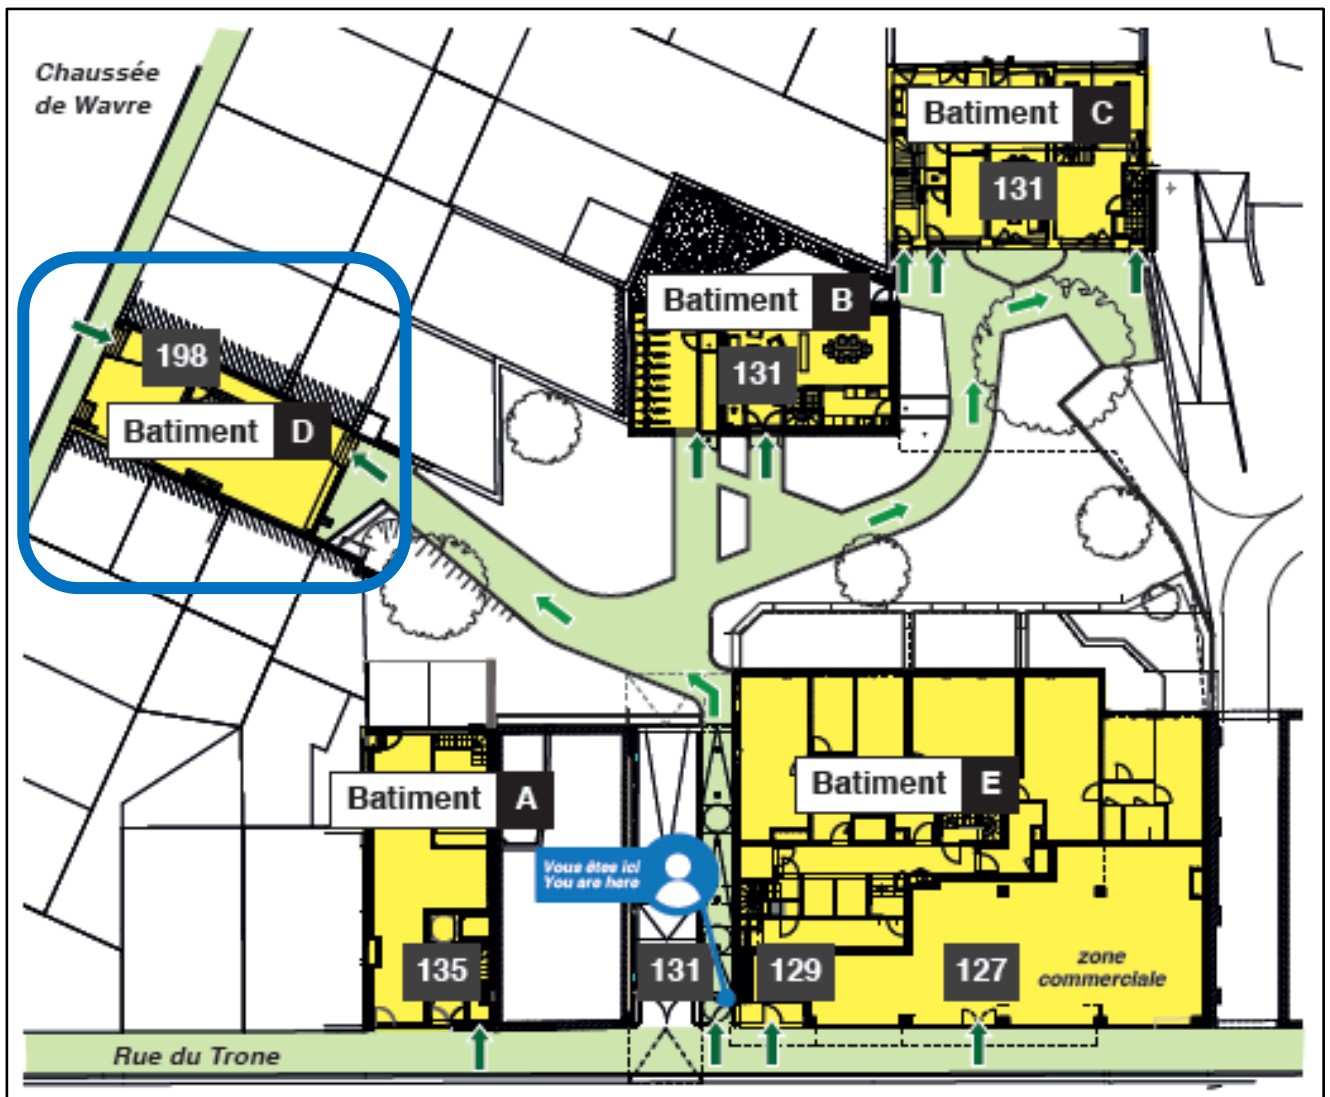 Chaussée
de Wavre
Batiment C
131
Batiment B
131
198
Batiment D
Batiment A
Batiment E
Vous êtes ici
You are here
135
131
129
127
zone
commerciale
Rue du Trone